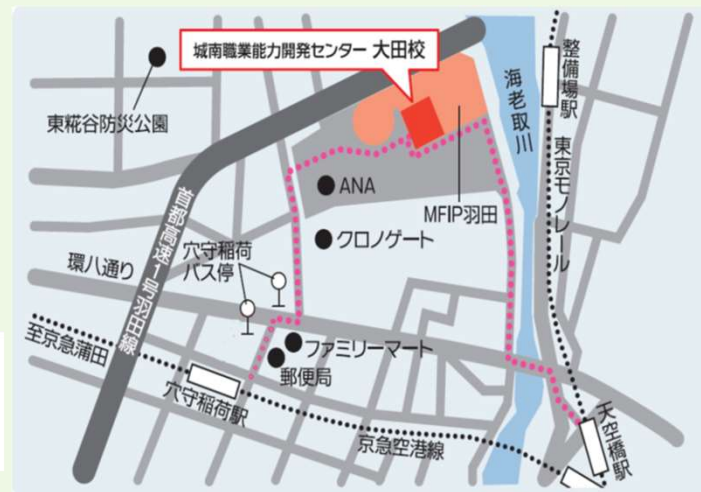 城南職業能力開発センター 大田校
東糀谷防災公園
海老取川
整備場駅
東京モノレール
ANA
MFIP羽田
クロノゲート
首都高速1号羽田線
穴守稲荷
バス停
環八通り
至京急蒲田
ファミリーマート
郵便局
穴守稲荷駅
京急空港線
天空橋駅